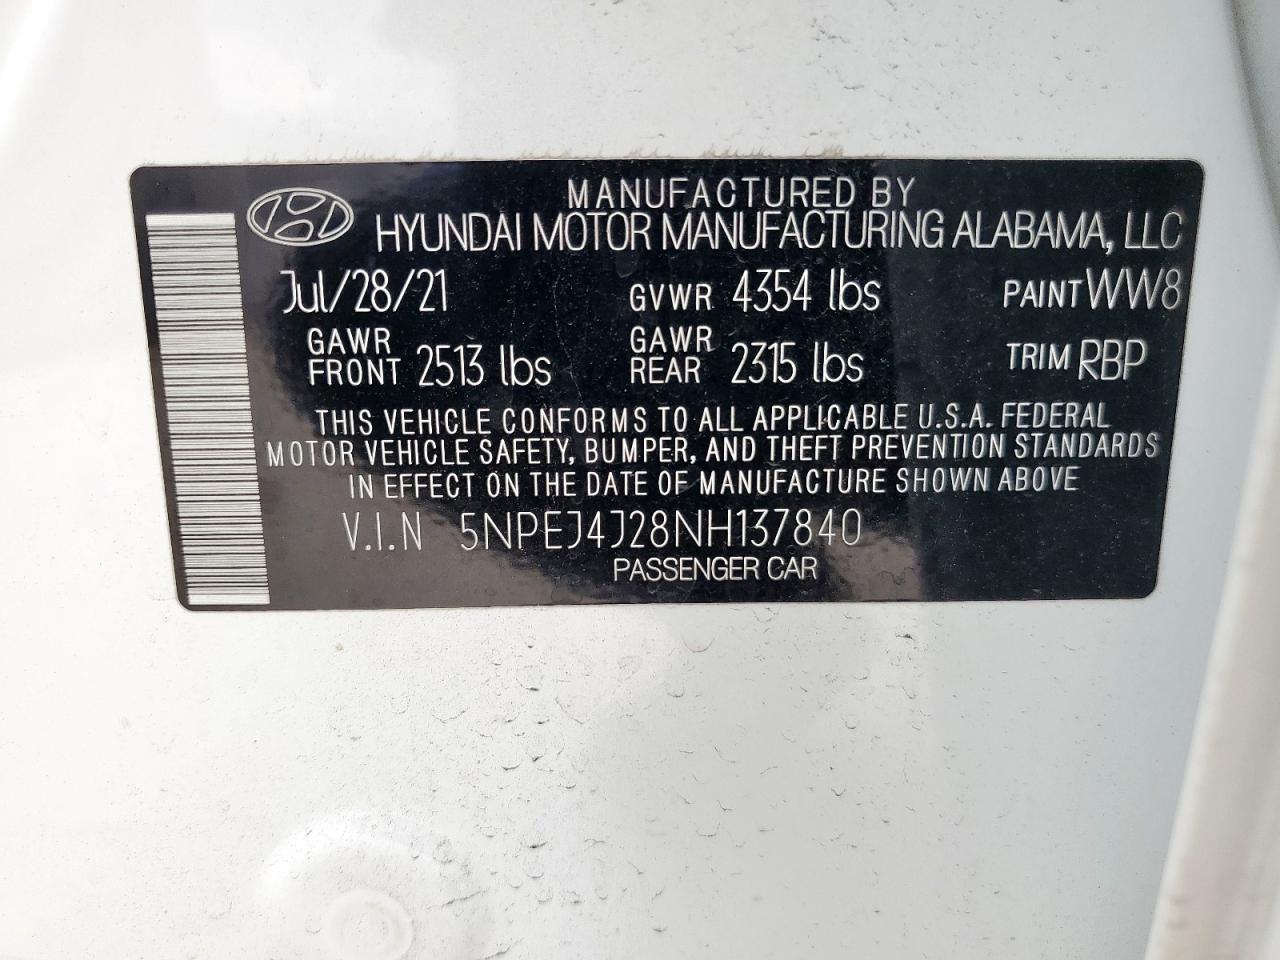 MANUFACTURED BY
HYUNDAI MOTOR MANUFACTURING ALABAMA, LLC
Jul/28/21 GVWR 4354 lbs PAINT WW8
GAWR FRONT 2513 lbs GAWR REAR 2315 lbs TRIM RBP
THIS VEHICLE CONFORMS TO ALL APPLICABLE U.S.A. FEDERAL
MOTOR VEHICLE SAFETY, BUMPER, AND THEFT PREVENTION STANDARDS
IN EFFECT ON THE DATE OF MANUFACTURE SHOWN ABOVE
V.I.N 5NPEJ4J28NH137840
PASSENGER CAR